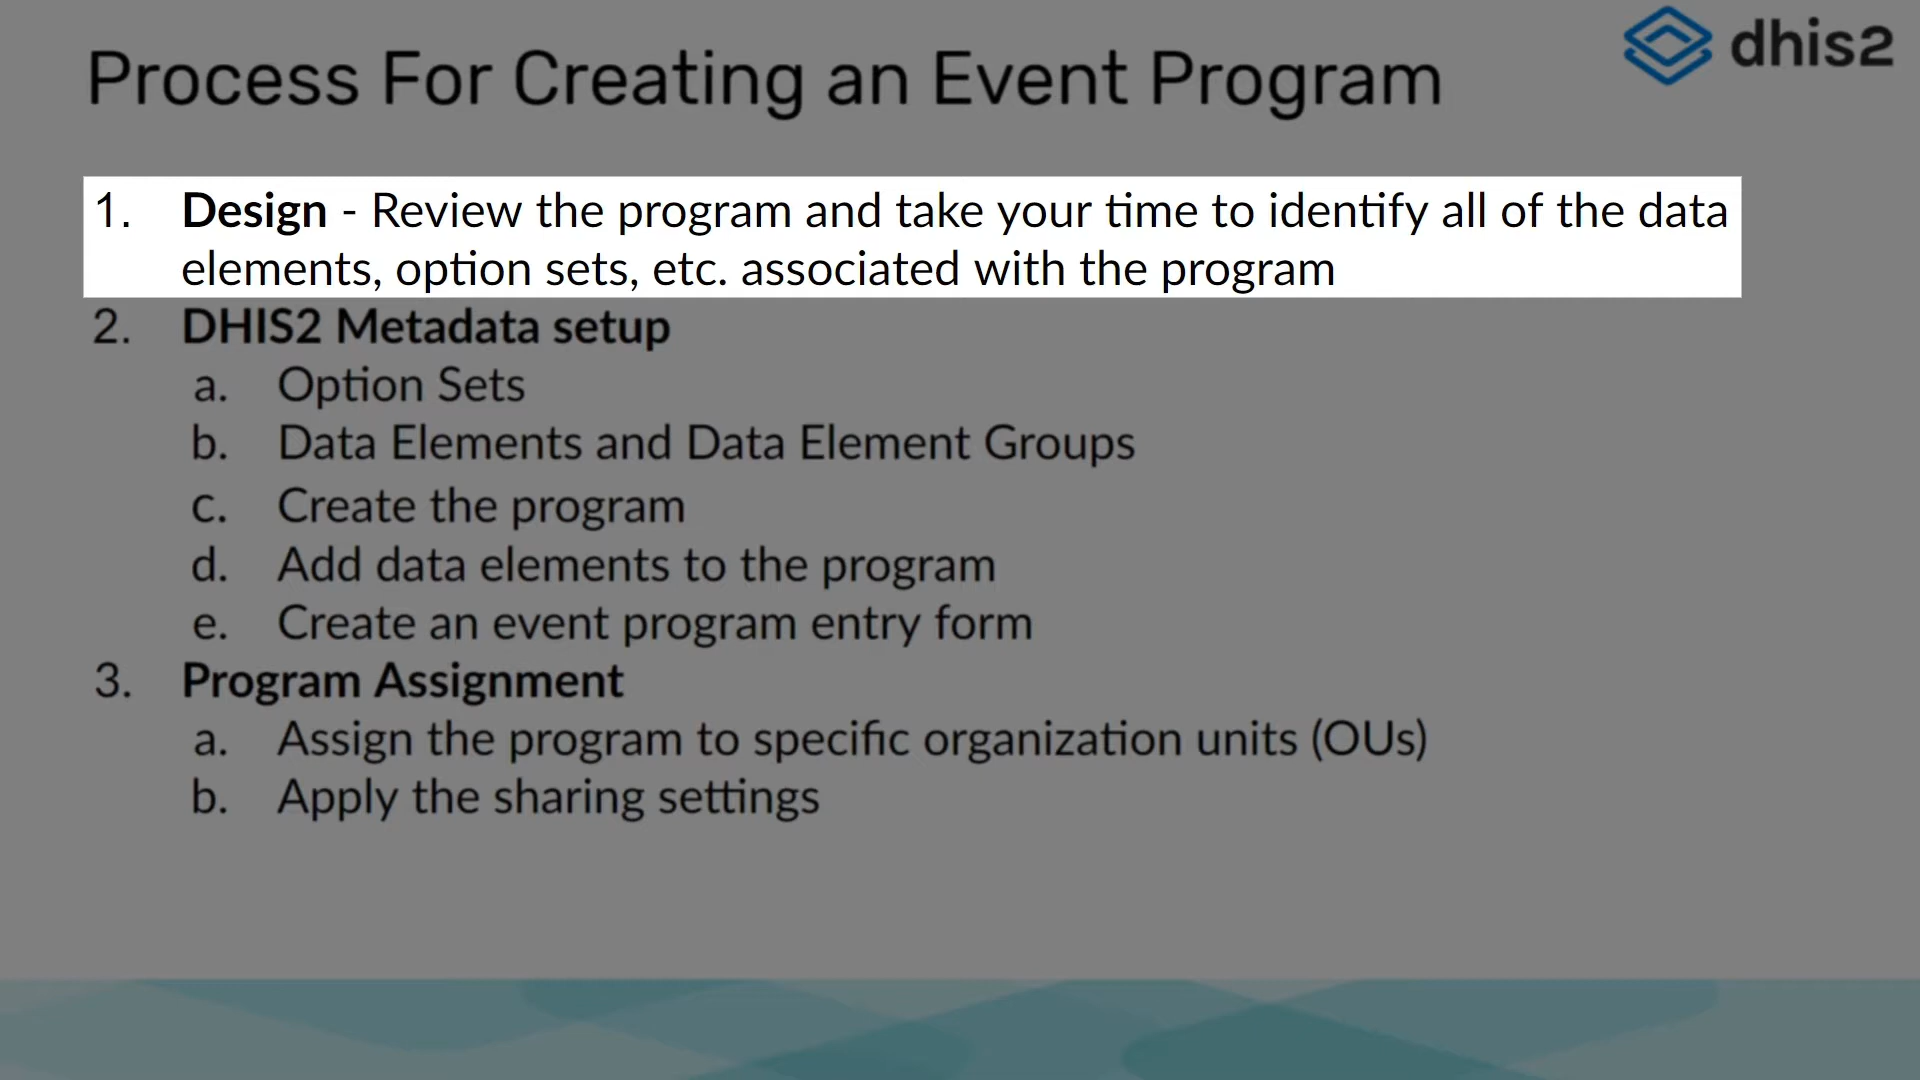 Process For Creating an Event Program
dhis2
1. Design - Review the program and take your time to identify all of the data
elements, option sets, etc. associated with the program
2. DHIS2 Metadata setup
a. Option Sets
b. Data Elements and Data Element Groups
c. Create the program
d. Add data elements to the program
e. Create an event program entry form
3. Program Assignment
a. Assign the program to specific organization units (OUs)
b. Apply the sharing settings